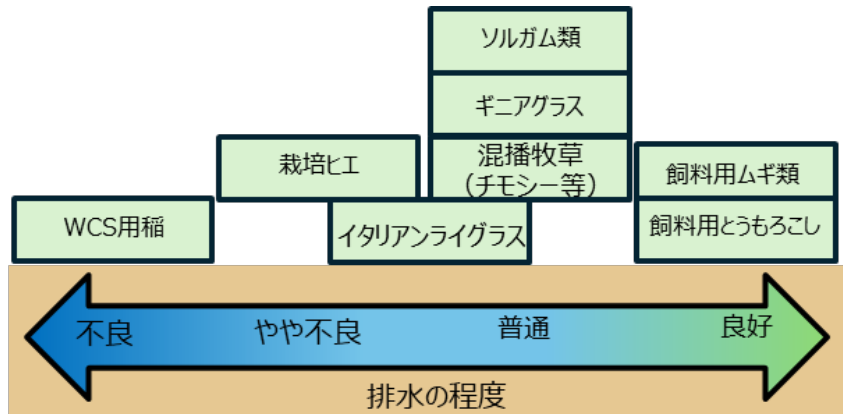 ソルガム類
ギニアグラス
栽培ヒエ
混播牧草
(チモシー等)
飼料用ムギ類
WCS用稲
イタリアンライグラス
飼料用とうもろこし
不良
やや不良
普通
良好
排水の程度